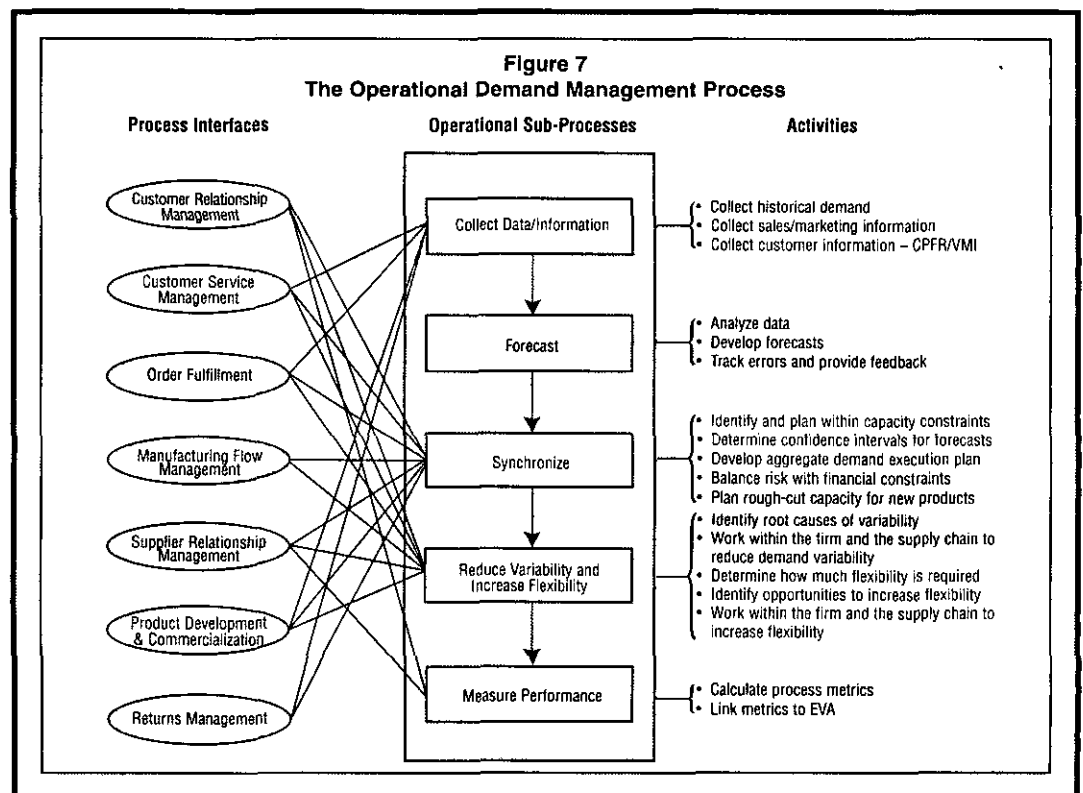 Figure 7
The Operational Demand Management Process
Process Interfaces
Operational Sub-Processes
Activities
Customer Relationship
Management
Customer Service
Management
Order Fulfillment
Manufacturing Flow
Management
Supplier Relationship
Management
Product Development
& Commercialization
Returns Management
Collect Data/Information
Forecast
Synchronize
Reduce Variability and
Increase Flexibility
Measure Performance
• Collect historical demand
• Collect sales/marketing information
• Collect customer information – CPFR/VMI
• Analyze data
• Develop forecasts
• Track errors and provide feedback
• Identify and plan within capacity constraints
• Determine confidence intervals for forecasts
• Develop aggregate demand execution plan
• Balance risk with financial constraints
• Plan rough-cut capacity for new products
• Identify root causes of variability
• Work within the firm and the supply chain to
reduce demand variability
• Determine how much flexibility is required
• Identify opportunities to increase flexibility
• Work within the firm and the supply chain to
increase flexibility
• Calculate process metrics
• Link metrics to EVA